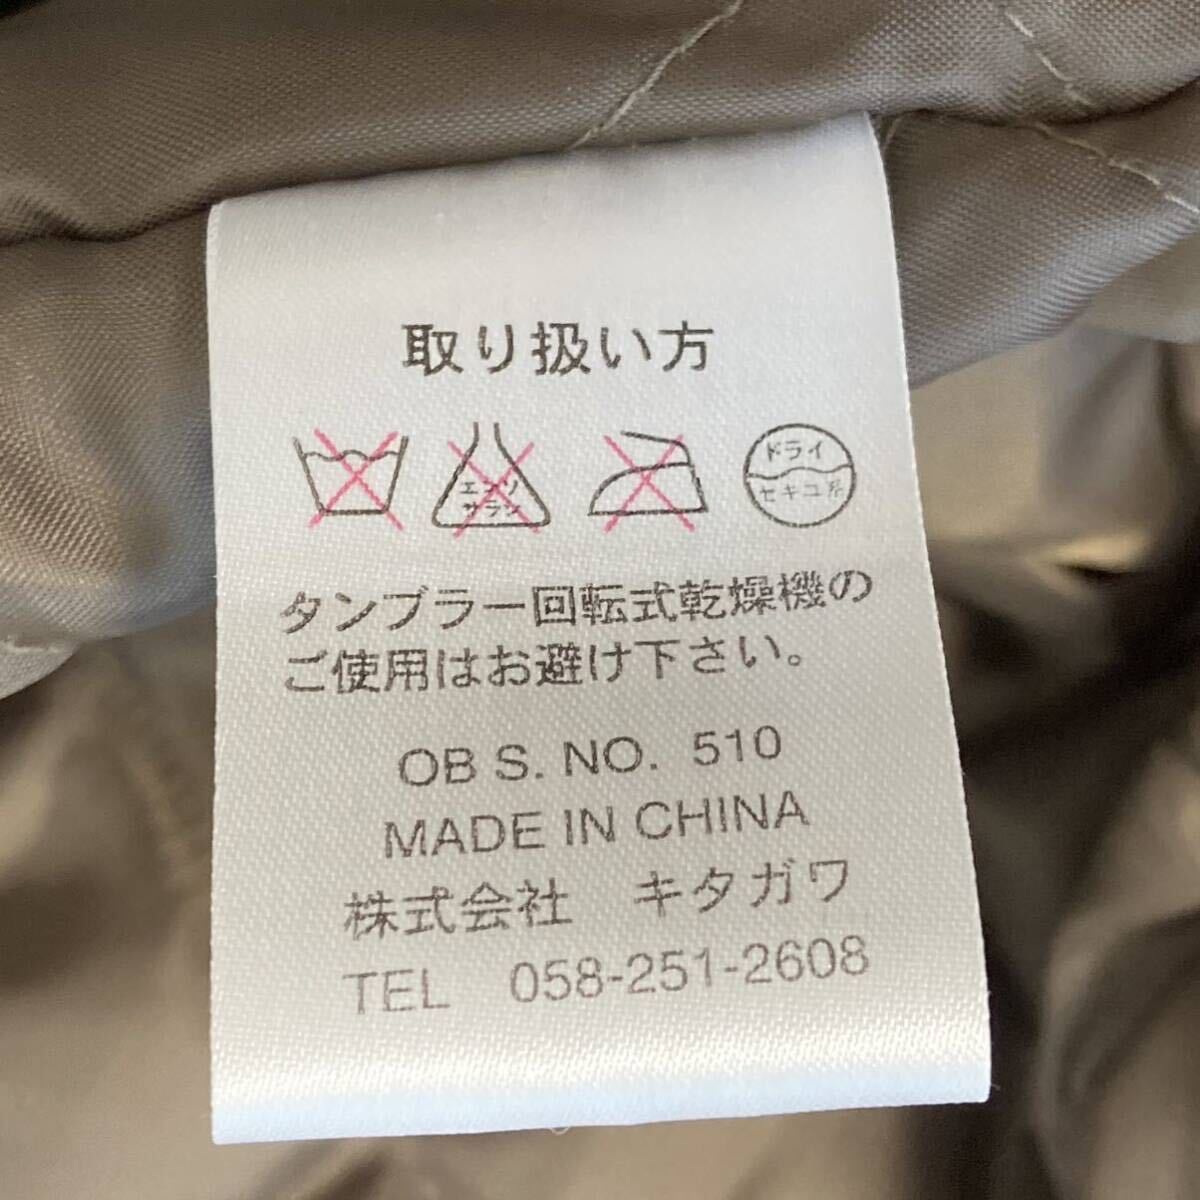 取り扱い方
エンソ
サラシ
ドライ
セキユ系
タンブラー回転式乾燥機の
ご使用はお避け下さい。
OB S. NO. 510
MADE IN CHINA
株式会社 キタガワ
TEL 058-251-2608